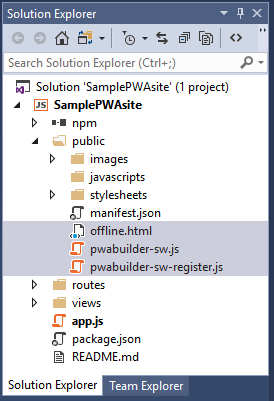 Solution Explorer
Search Solution Explorer (Ctrl+;)
Solution 'SamplePWAsite' (1 project)
JS SamplePWAsite
npm
public
images
javascripts
stylesheets
manifest.json
offline.html
pwabuilder-sw.js
pwabuilder-sw-register.js
routes
views
app.js
package.json
README.md
Solution Explorer Team Explorer